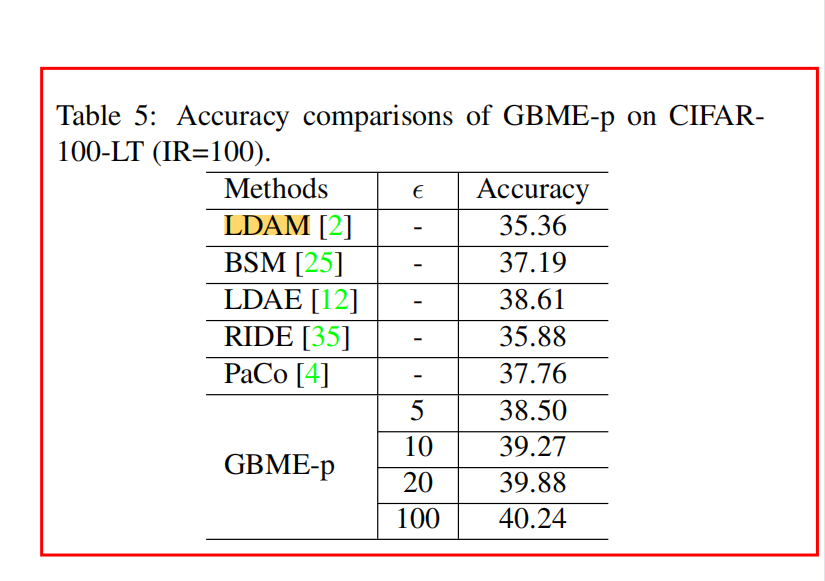 Table 5: Accuracy comparisons of GBME-p on CIFAR-
100-LT (IR=100).
Methods ϵ Accuracy
LDAM [2] - 35.36
BSM [25] - 37.19
LDAE [12] - 38.61
RIDE [35] - 35.88
PaCo [4] - 37.76
GBME-p
5 38.50
10 39.27
20 39.88
100 40.24